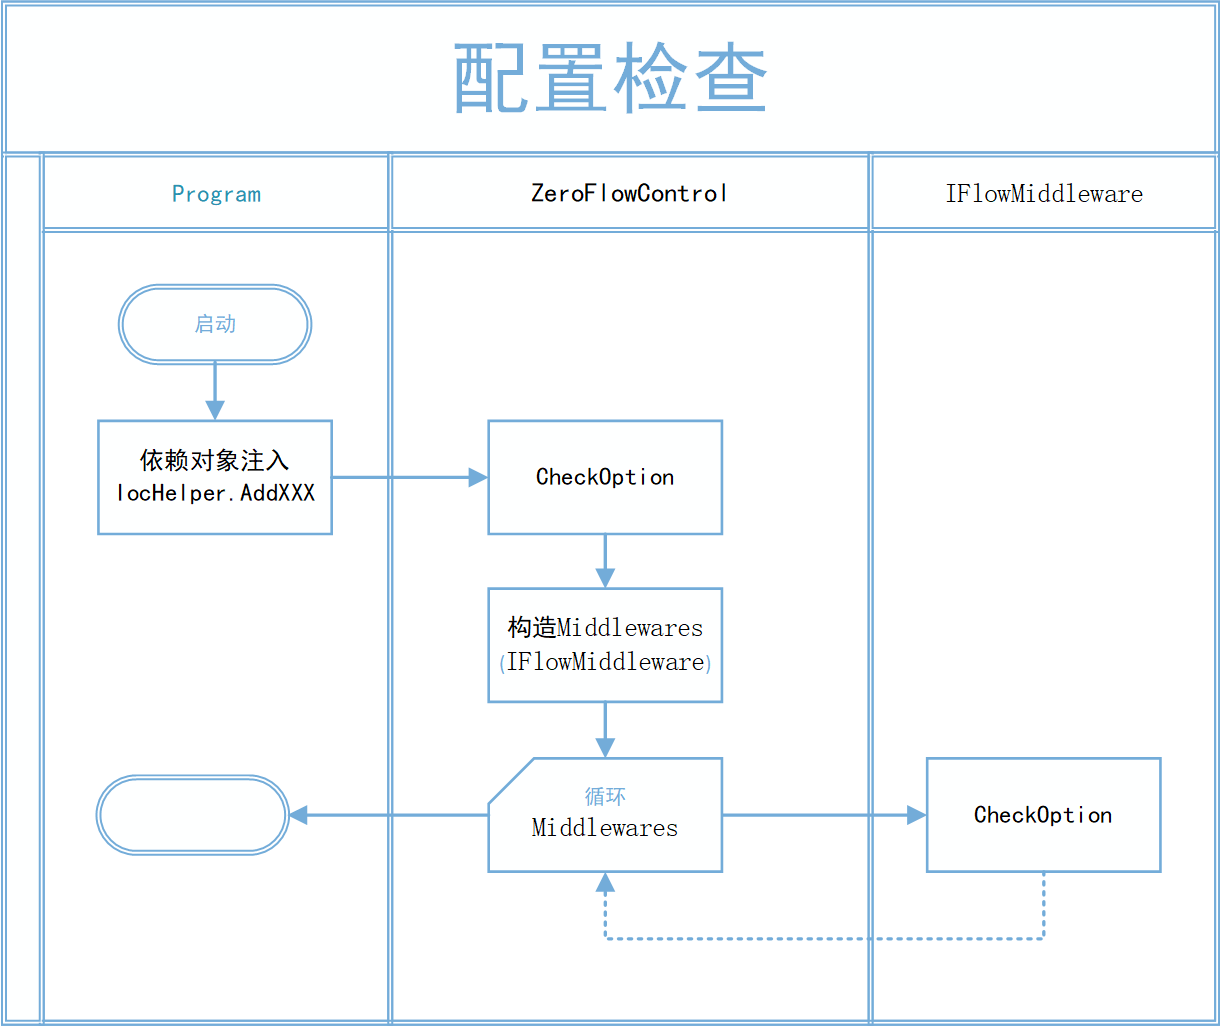 配置检查
Program
ZeroFlowControl
IFlowMiddleware
启动
依赖对象注入
IocHelper.AddXXX
CheckOption
构造Middlewares
(IFlowMiddleware)
循环
Middlewares
CheckOption